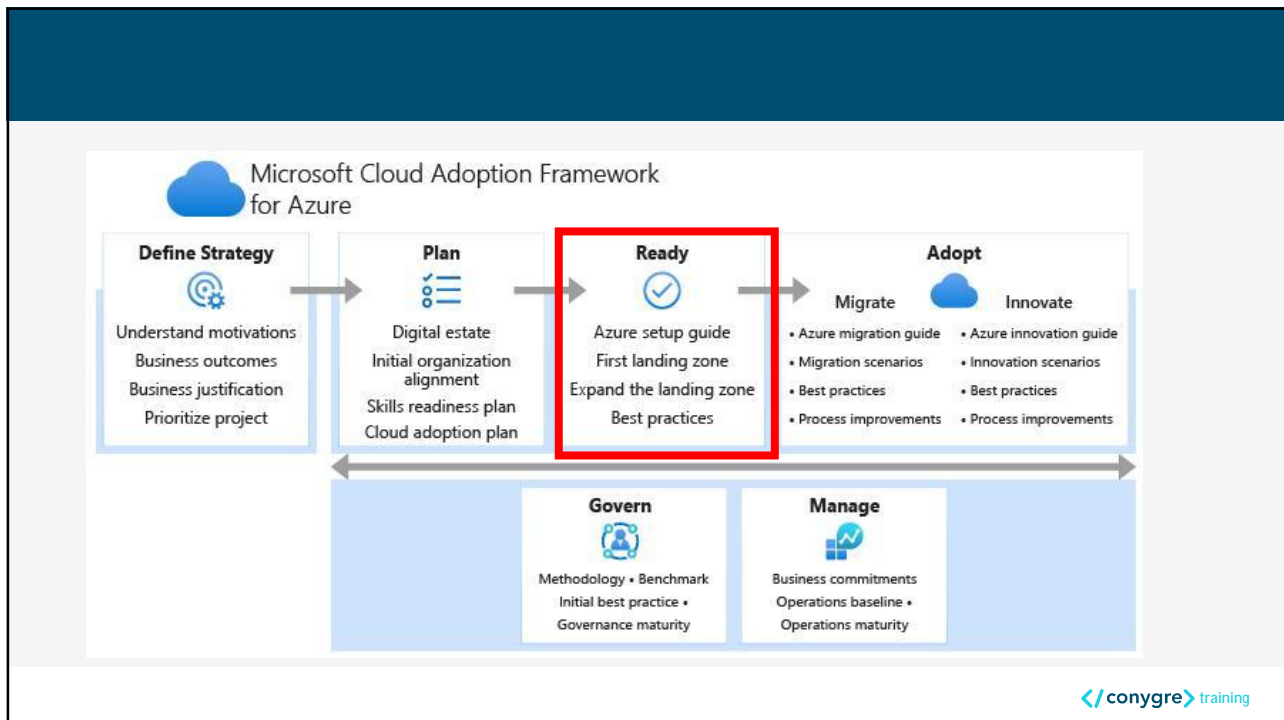 Microsoft Cloud Adoption Framework
for Azure
Define Strategy
Understand motivations
Business outcomes
Business justification
Prioritize project
Plan
Digital estate
Initial organization
alignment
Skills readiness plan
Cloud adoption plan
Ready
Azure setup guide
First landing zone
Expand the landing zone
Best practices
Adopt
Migrate
• Azure migration guide
• Migration scenarios
• Best practices
• Process improvements
Innovate
• Azure innovation guide
• Innovation scenarios
• Best practices
• Process improvements
Govern
Methodology • Benchmark
Initial best practice •
Governance maturity
Manage
Business commitments
Operations baseline •
Operations maturity
</conygre> training